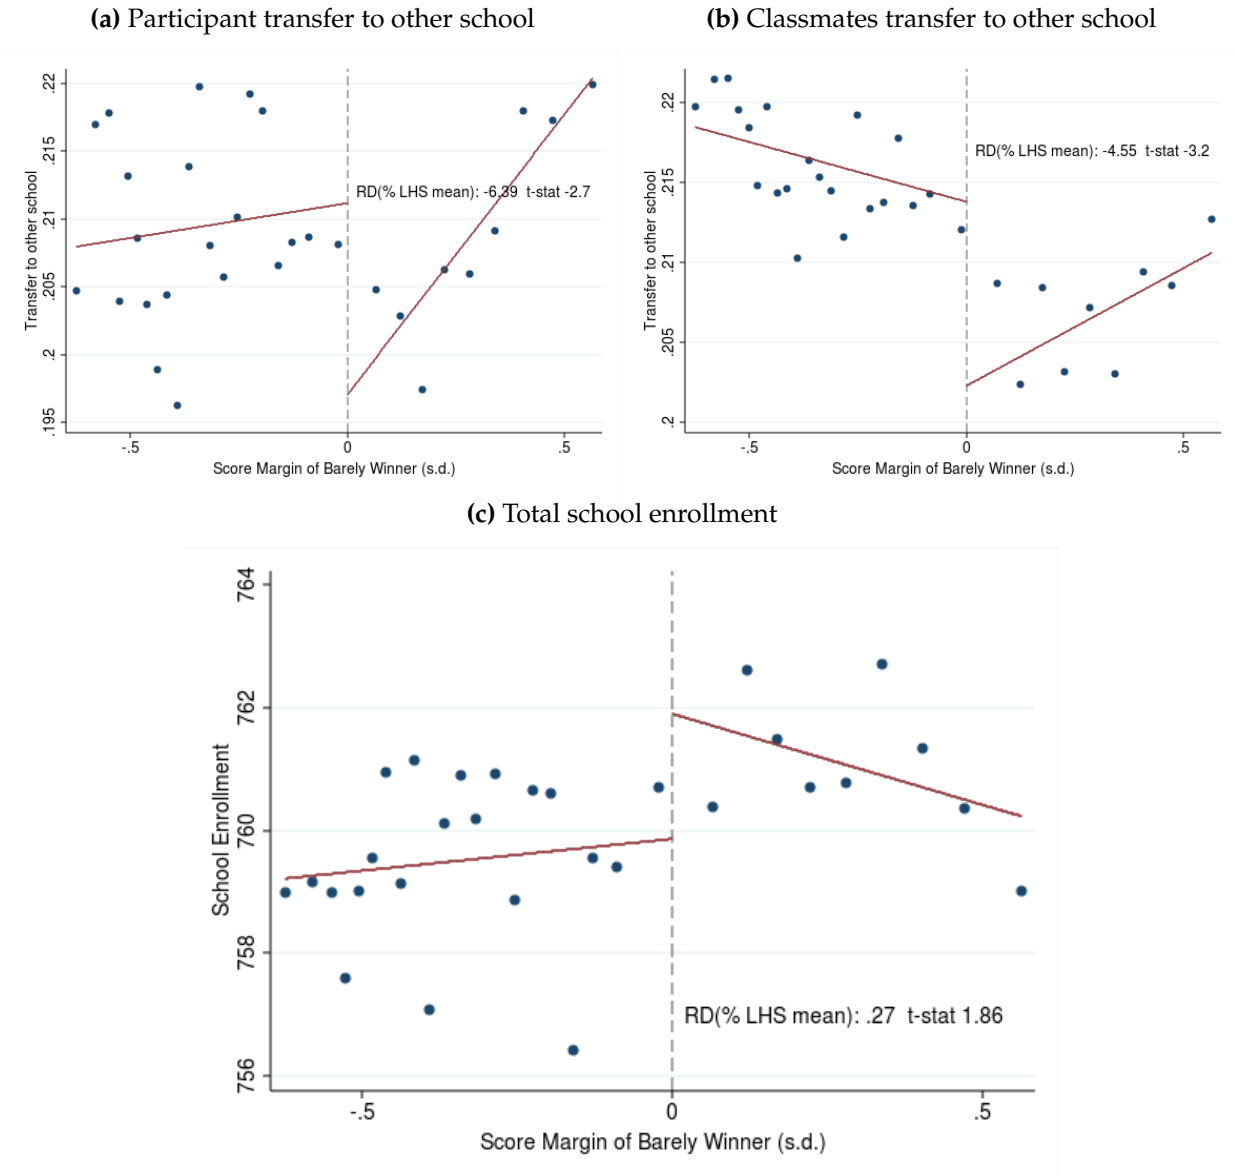 (a) Participant transfer to other school
Transfer to other school
.22
.215
.21
.205
.2
.195
RD(% LHS mean): -6.39 t-stat -2.7
-.5 0 .5
Score Margin of Barely Winner (s.d.)
(b) Classmates transfer to other school
Transfer to other school
.22
.215
.21
.205
.2
RD(% LHS mean): -4.55 t-stat -3.2
-.5 0 .5
Score Margin of Barely Winner (s.d.)
(c) Total school enrollment
School Enrollment
764
762
760
758
756
RD(% LHS mean): .27 t-stat 1.86
-.5 0 .5
Score Margin of Barely Winner (s.d.)